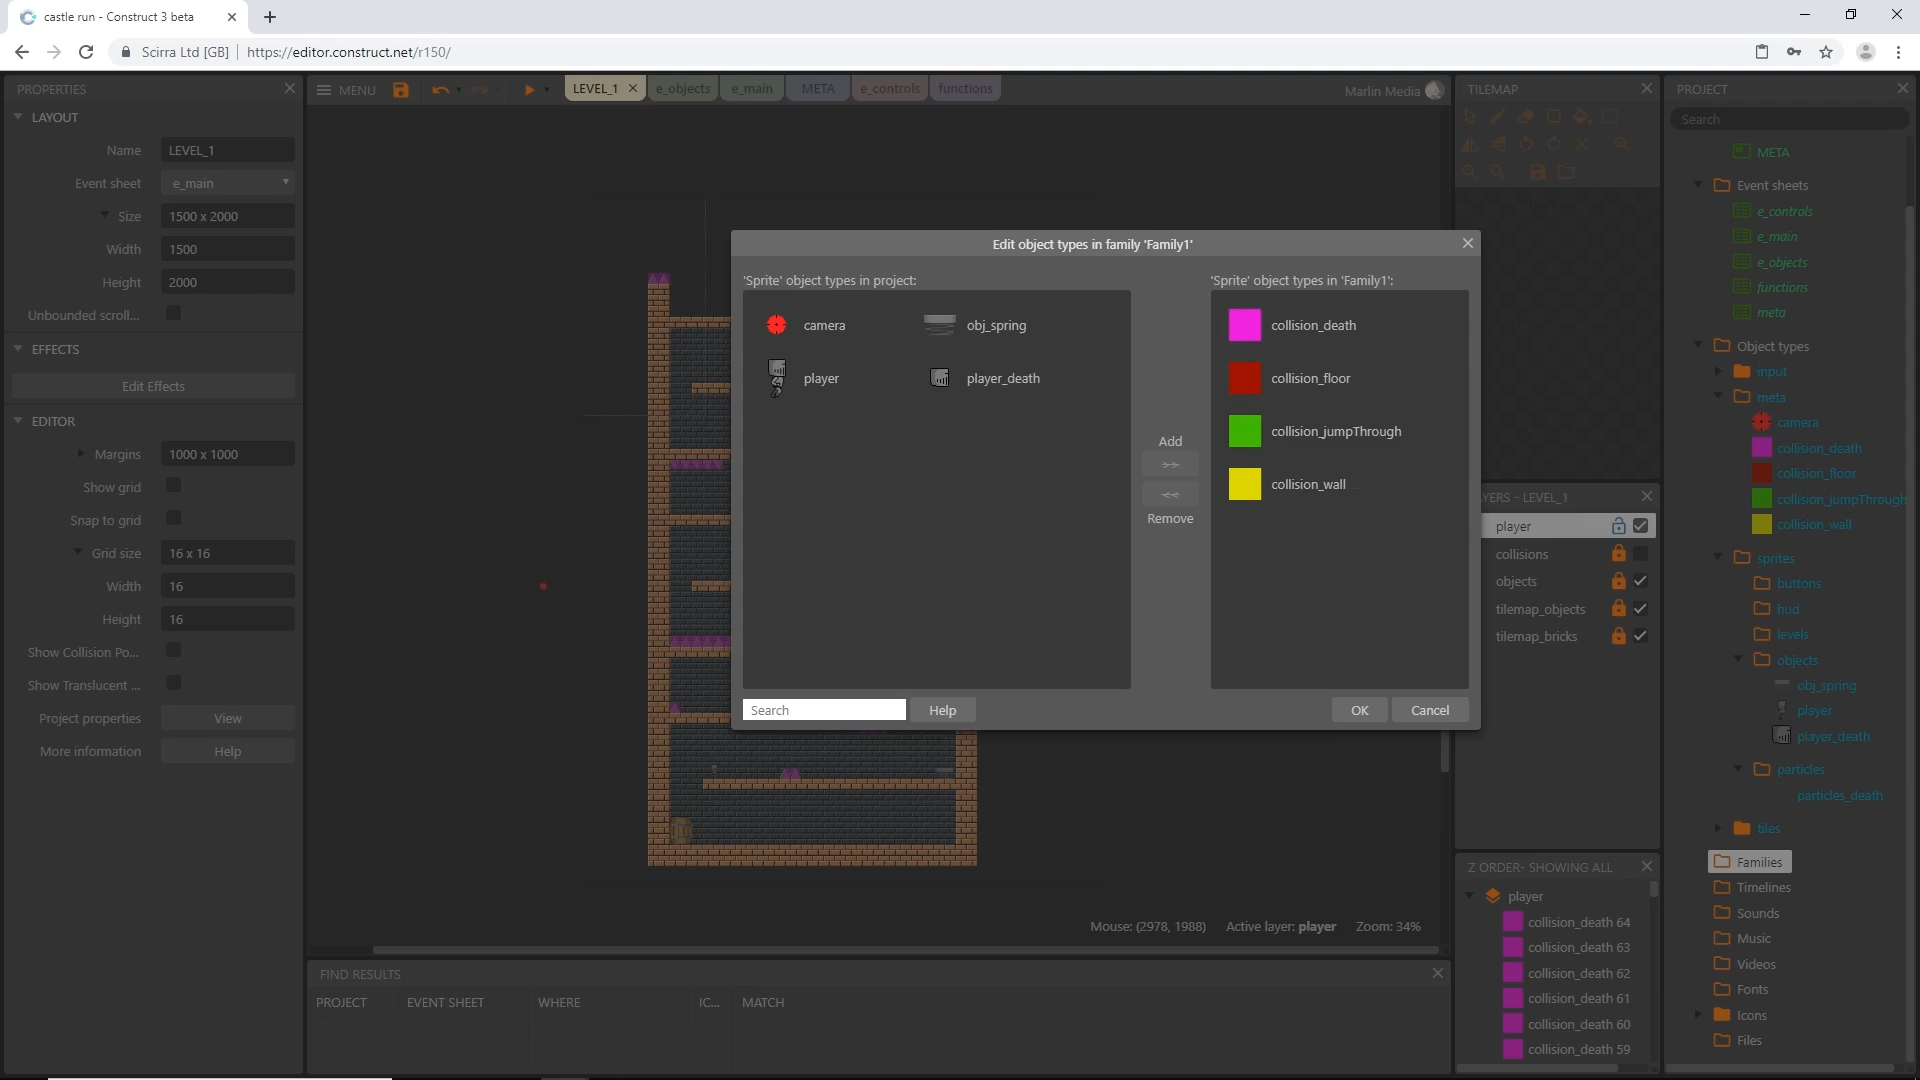 castle run - Construct 3 beta
Scirra Ltd [GB] https://editor.construct.net/r150/
PROPERTIES
LAYOUT
Name LEVEL_1
Event sheet e_main
Size 1500 x 2000
Width 1500
Height 2000
Unbounded scroll...
EFFECTS
Edit Effects
EDITOR
Margins 1000 x 1000
Show grid
Snap to grid
Grid size 16 x 16
Width 16
Height 16
Show Collision Po...
Show Translucent ...
Project properties View
More information Help
MENU
LEVEL_1 e_objects e_main META e_controls functions
Marlin Media
Edit object types in family 'Family1'
'Sprite' object types in project:
camera obj_spring
player player_death
Add
Remove
'Sprite' object types in 'Family1':
collision_death
collision_floor
collision_jumpThrough
collision_wall
Search Help OK Cancel
Mouse: (2978, 1988) Active layer: player Zoom: 34%
FIND RESULTS
PROJECT EVENT SHEET WHERE IC... MATCH
TILEMAP
YERS - LEVEL_1
player
collisions
objects
tilemap_objects
tilemap_bricks
Z ORDER- SHOWING ALL
player
collision_death 64
collision_death 63
collision_death 62
collision_death 61
collision_death 60
collision_death 59
PROJECT
Search
META
Event sheets
e_controls
e_main
e_objects
functions
meta
Object types
input
meta
camera
collision_death
collision_floor
collision_jumpThrough
collision_wall
sprites
buttons
hud
levels
objects
obj_spring
player
player_death
particles
particles_death
tiles
Families
Timelines
Sounds
Music
Videos
Fonts
Icons
Files